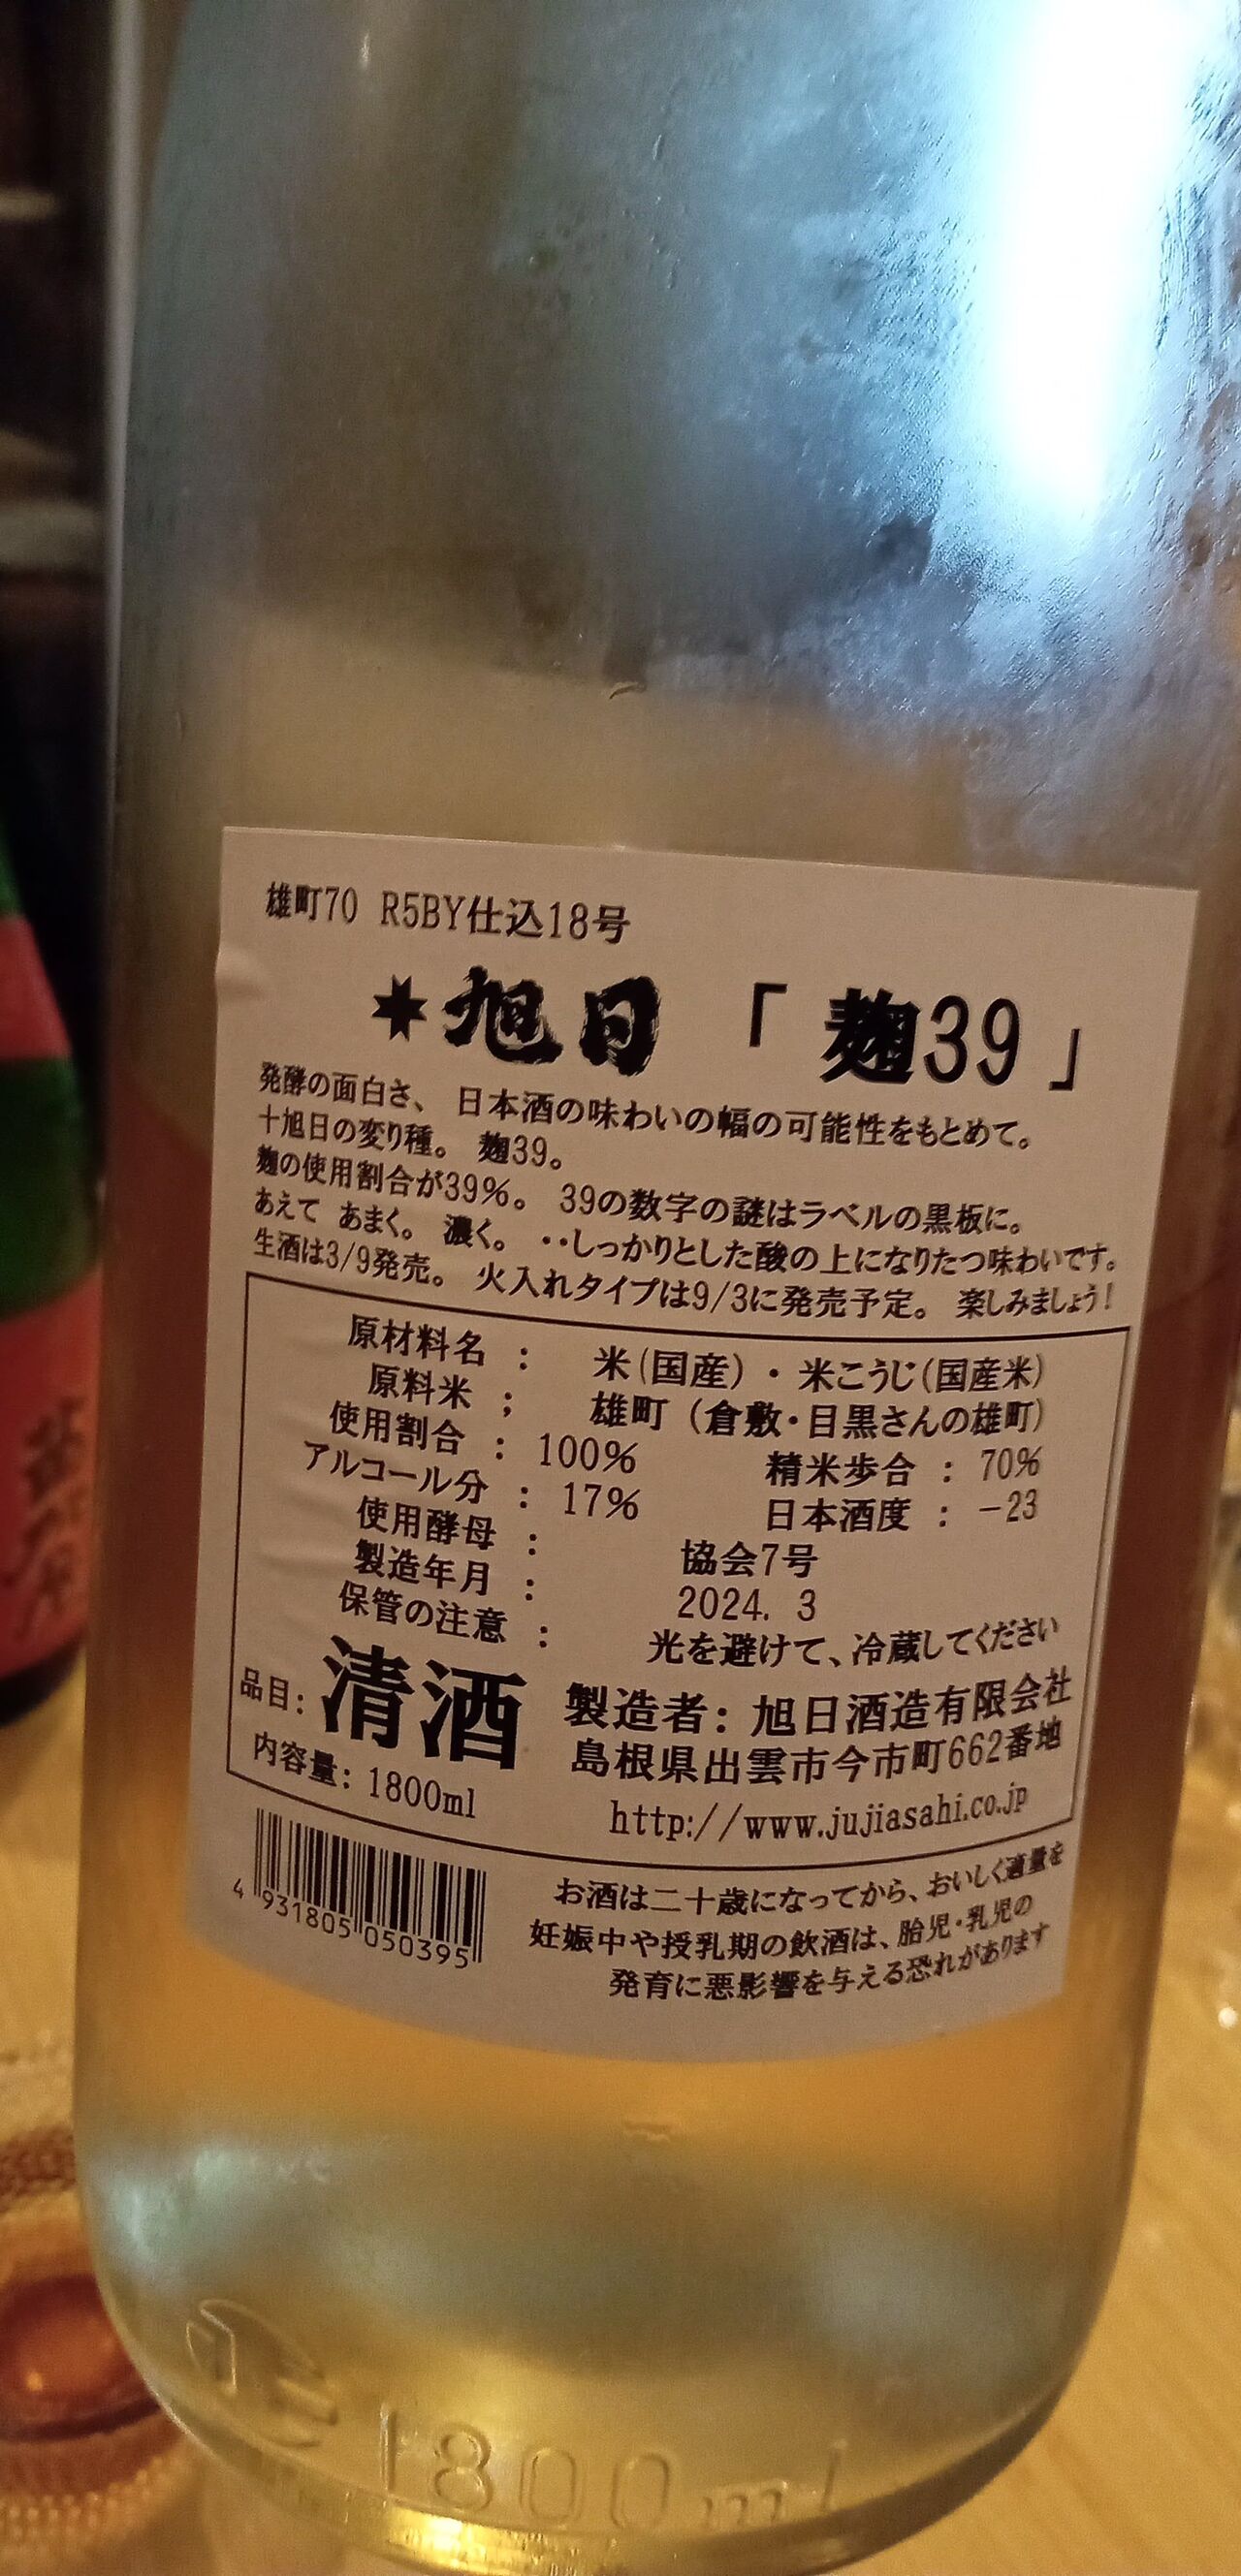 雄町70 R5BY仕込18号
旭日「麹39」
発酵の面白さ、日本酒の味わいの幅の可能性をもとめて。
十旭日の変り種。 麹39。
麹の使用割合が39%。 39の数字の謎はラベルの黒板に。
あえて あまく。 濃く。 ‥しっかりとした酸の上になりたつ味わいです。
生酒は3/9発売。 火入れタイプは9/3に発売予定。 楽しみましょう!
原材料名 : 米(国産)・米こうじ(国産米)
原料米 ; 雄町(倉敷・目黒さんの雄町)
使用割合 : 100% 精米歩合 : 70%
アルコール分 : 17% 日本酒度 : -23
使用酵母 : 協会7号
製造年月 : 2024. 3
保管の注意 : 光を避けて、冷蔵してください
品目: 清酒 製造者: 旭日酒造有限会社
島根県出雲市今市町662番地
内容量: 1800ml http://www.jujiasahi.co.jp
4 931805 050395
お酒は二十歳になってから、おいしく適量を
妊娠中や授乳期の飲酒は、胎児・乳児の
発育に悪影響を与える恐れがあります
1800ml